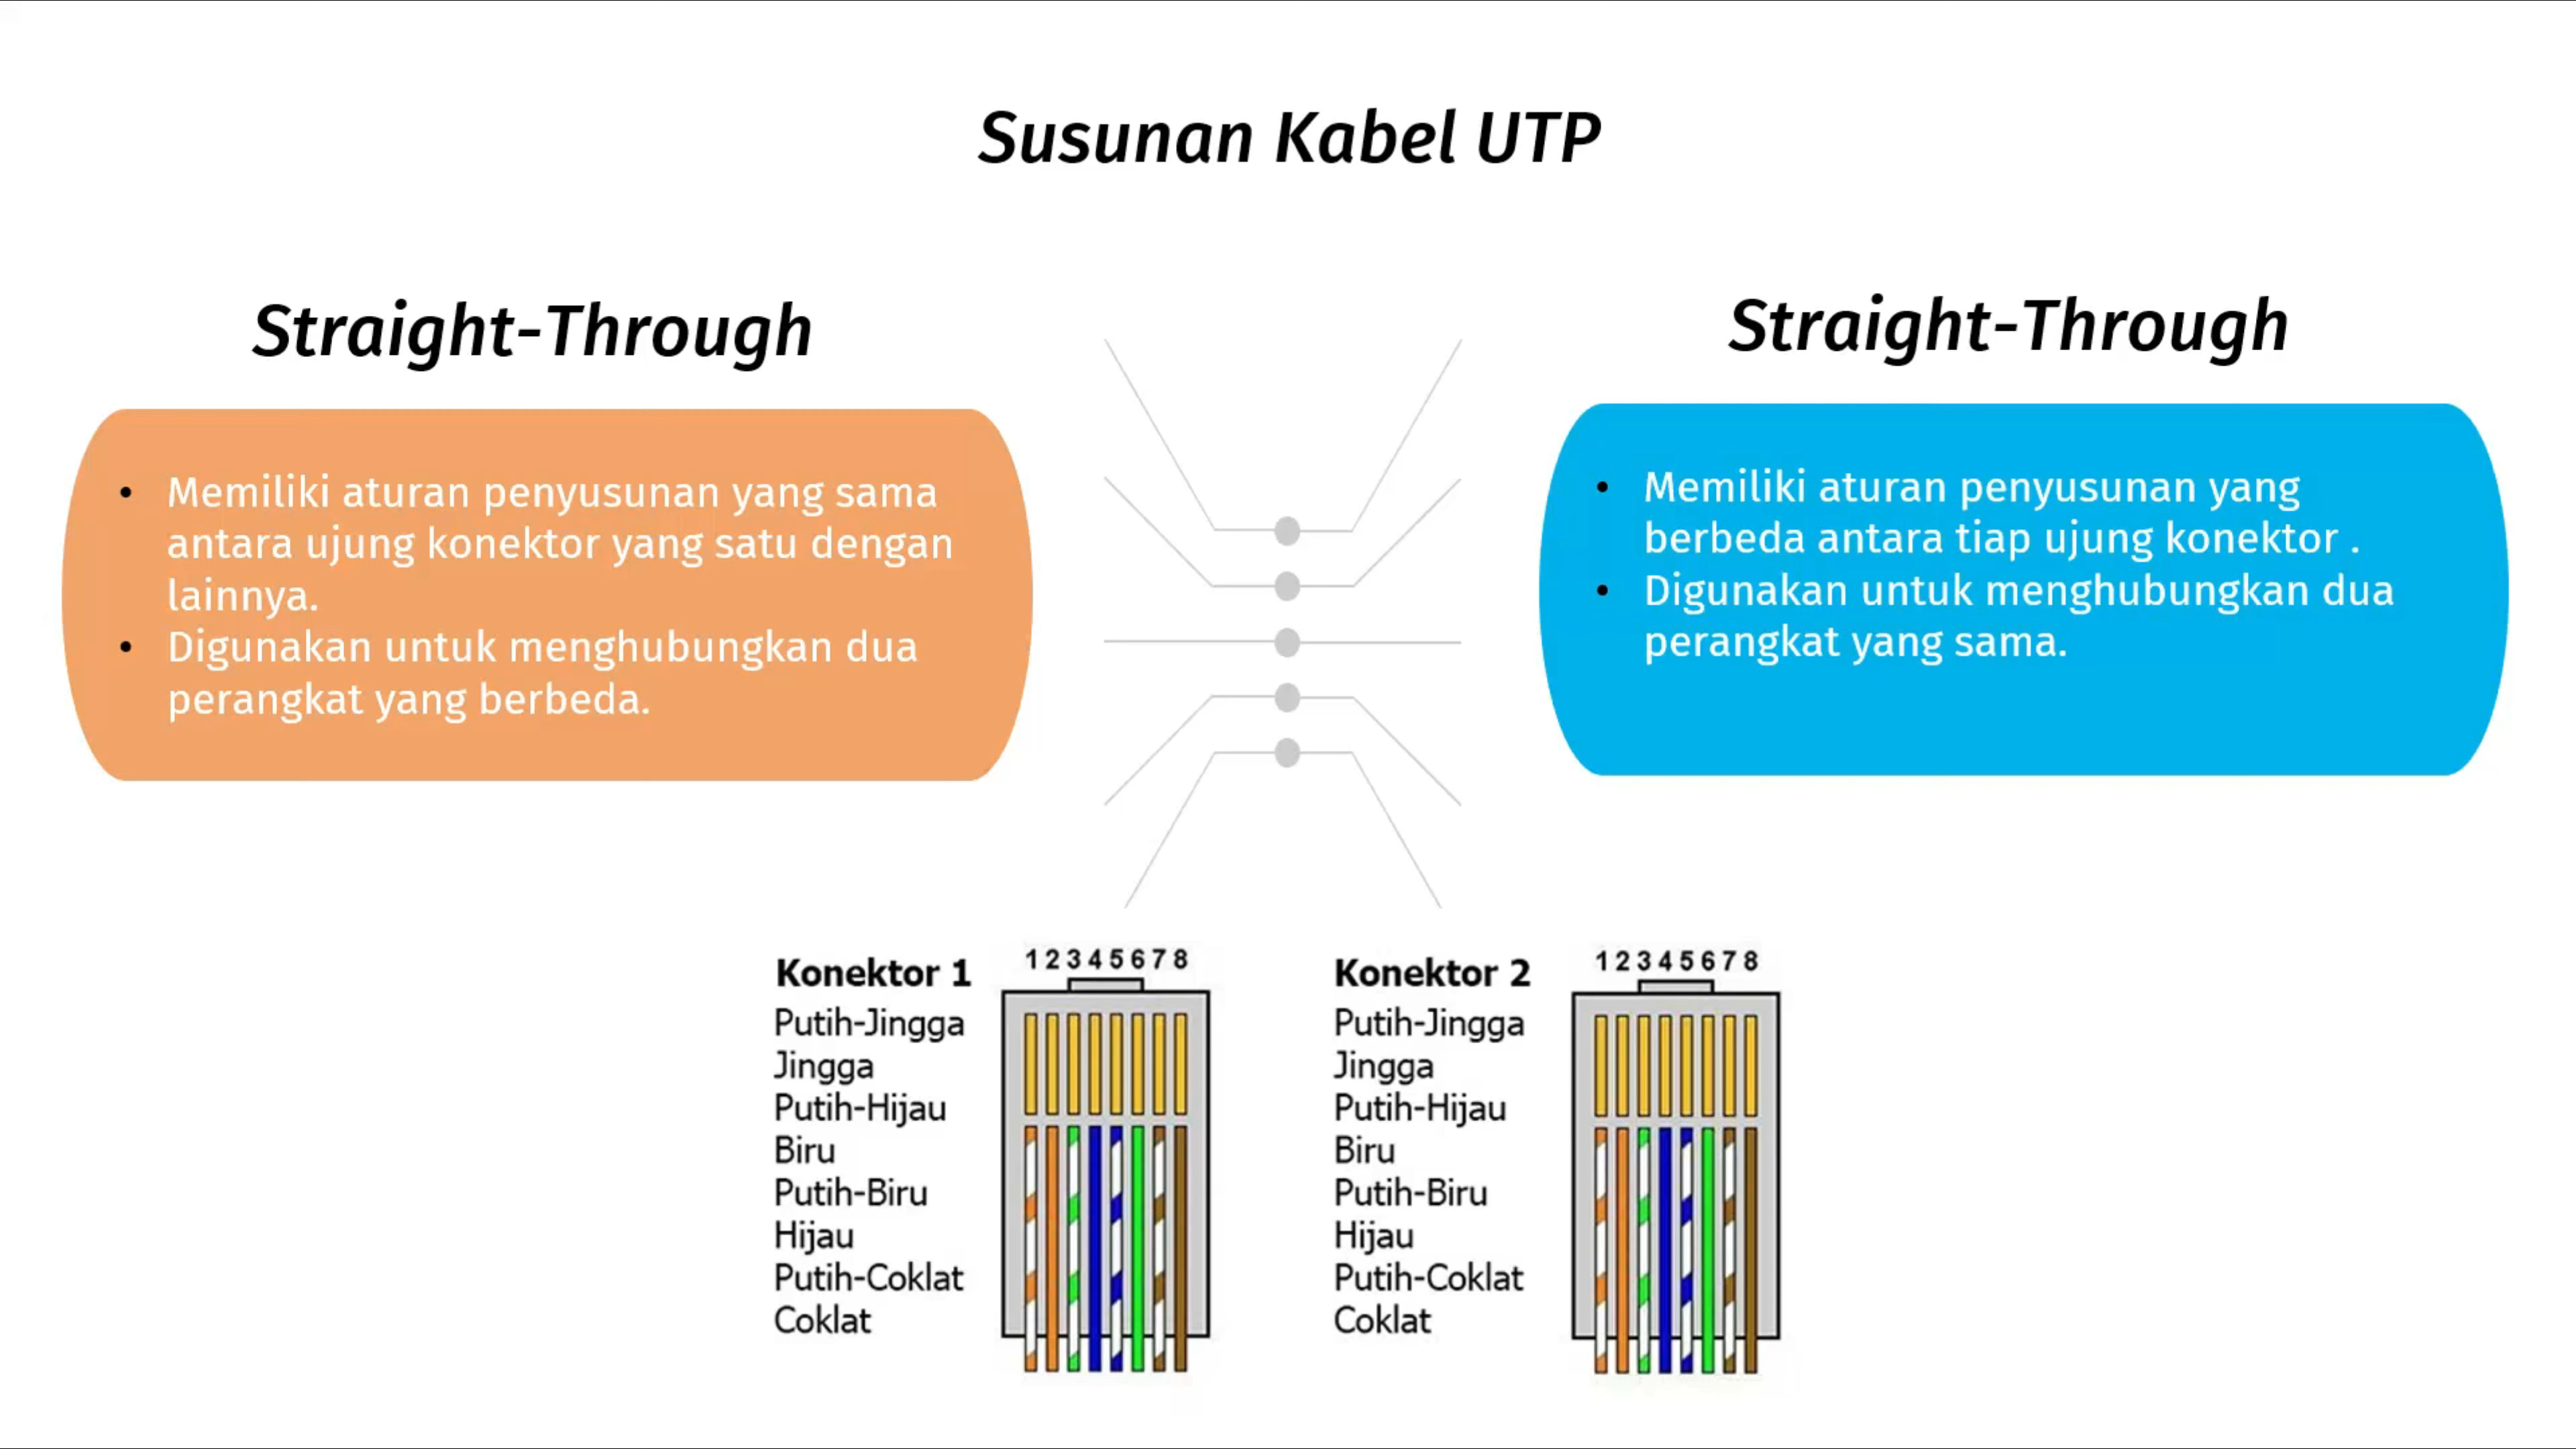 Susunan Kabel UTP
Straight-Through
• Memiliki aturan penyusunan yang sama
antara ujung konektor yang satu dengan
lainnya.
• Digunakan untuk menghubungkan dua
perangkat yang berbeda.
Straight-Through
• Memiliki aturan penyusunan yang
berbeda antara tiap ujung konektor .
• Digunakan untuk menghubungkan dua
perangkat yang sama.
Konektor 1
Putih-Jingga
Jingga
Putih-Hijau
Biru
Putih-Biru
Hijau
Putih-Coklat
Coklat
1 2 3 4 5 6 7 8
Konektor 2
Putih-Jingga
Jingga
Putih-Hijau
Biru
Putih-Biru
Hijau
Putih-Coklat
Coklat
1 2 3 4 5 6 7 8